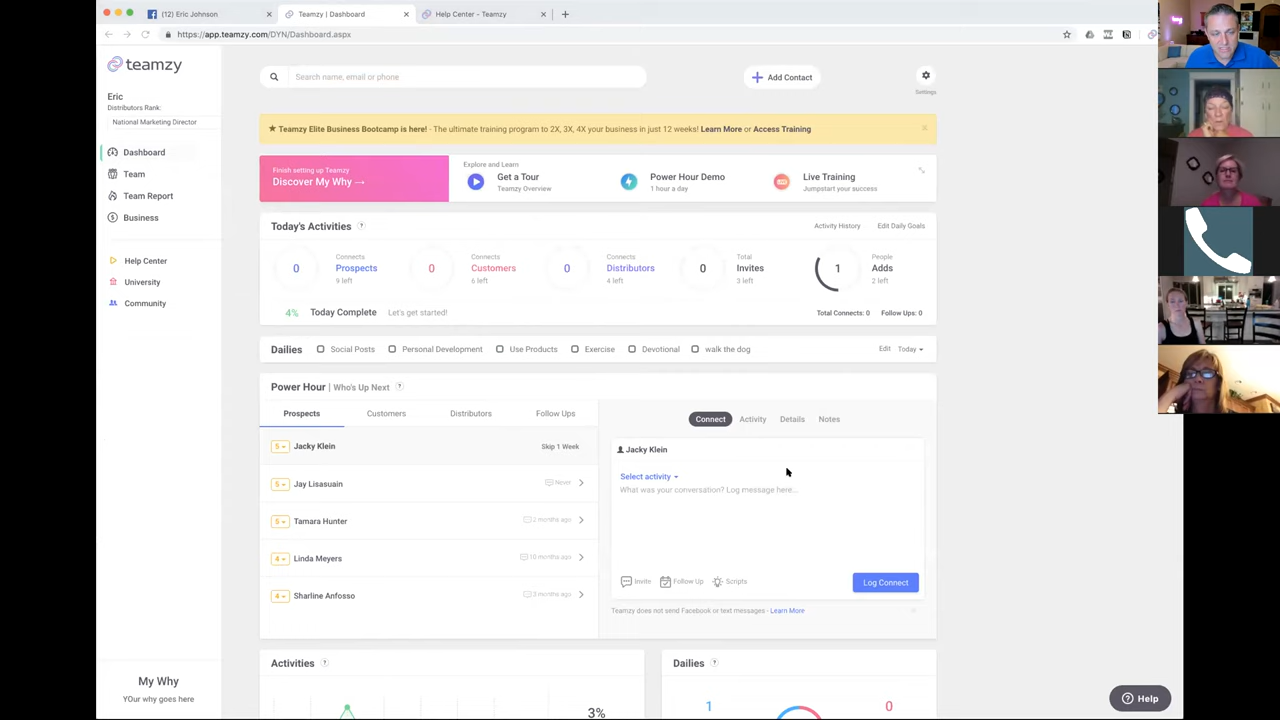 (12) Eric Johnson
Teamzy | Dashboard
Help Center - Teamzy
https://app.teamzy.com/DYN/Dashboard.aspx
teamzy
Eric
Distributors Rank:
National Marketing Director
Dashboard
Team
Team Report
Business
Help Center
University
Community
My Why
YOur why goes here
Search name, email or phone
Add Contact
Settings
★ Teamzy Elite Business Bootcamp is here! - The ultimate training program to 2X, 3X, 4X your business in just 12 weeks! Learn More or Access Training
Finish setting up Teamzy
Discover My Why →
Explore and Learn
Get a Tour
Teamzy Overview
Power Hour Demo
1 hour a day
Live Training
Jumpstart your success
Today's Activities ?
Activity History
Edit Daily Goals
0
Connects
Prospects
9 left
0
Connects
Customers
6 left
0
Connects
Distributors
4 left
0
Total
Invites
3 left
1
People
Adds
2 left
4% Today Complete Let's get started!
Total Connects: 0 Follow Ups: 0
Dailies Social Posts Personal Development Use Products Exercise Devotional walk the dog Edit Today
Power Hour | Who's Up Next ?
Prospects Customers Distributors Follow Ups
5 Jacky Klein Skip 1 Week
5 Jay Lisasuain Never
5 Tamara Hunter 2 months ago
4 Linda Meyers 10 months ago
4 Sharline Anfosso 3 months ago
Connect Activity Details Notes
Jacky Klein
Select activity
What was your conversation? Log message here...
Invite Follow Up Scripts Log Connect
Teamzy does not send Facebook or text messages - Learn More
Activities ?
3%
Dailies ?
1 0
? Help